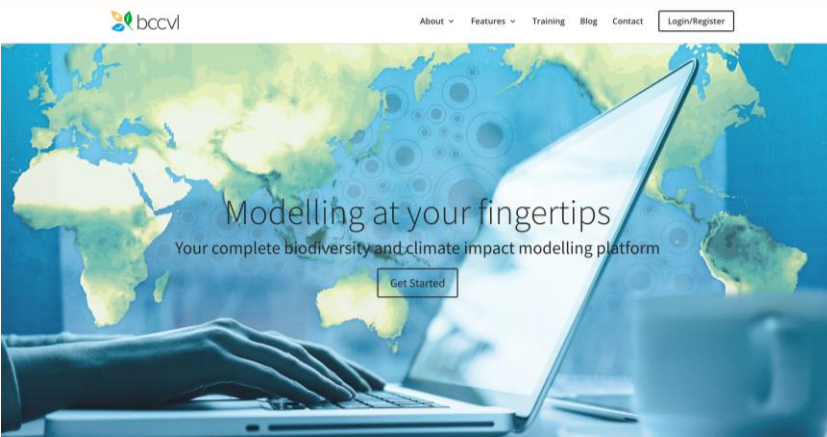 bccvl
About
Features
Training
Blog
Contact
Login/Register
Modelling at your fingertips
Your complete biodiversity and climate impact modelling platform
Get Started